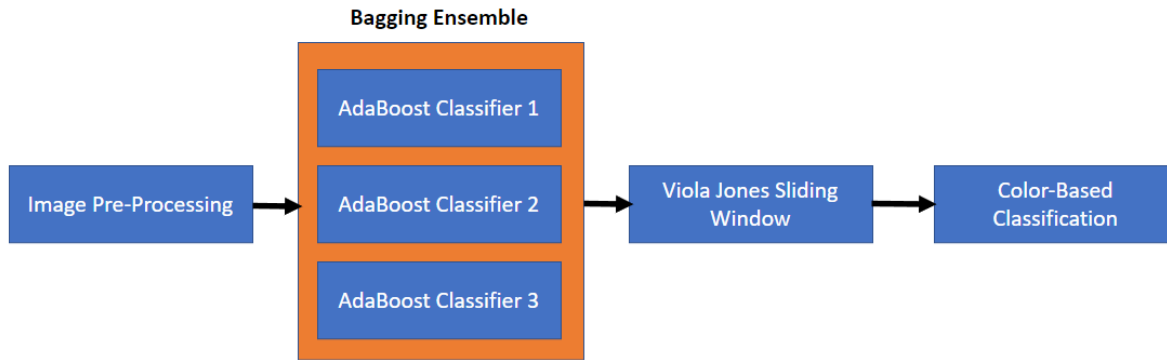 Bagging Ensemble
AdaBoost Classifier 1
Image Pre-Processing
AdaBoost Classifier 2
AdaBoost Classifier 3
Viola Jones Sliding
Window
Color-Based
Classification